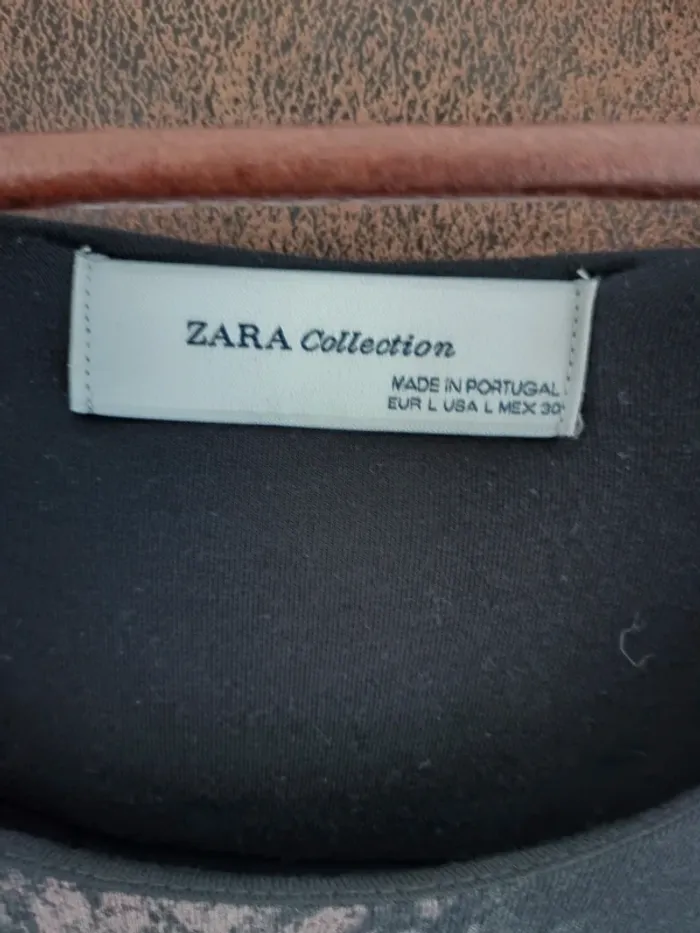 ZARA Collection
MADE IN PORTUGAL
EUR L USA L MEX 30